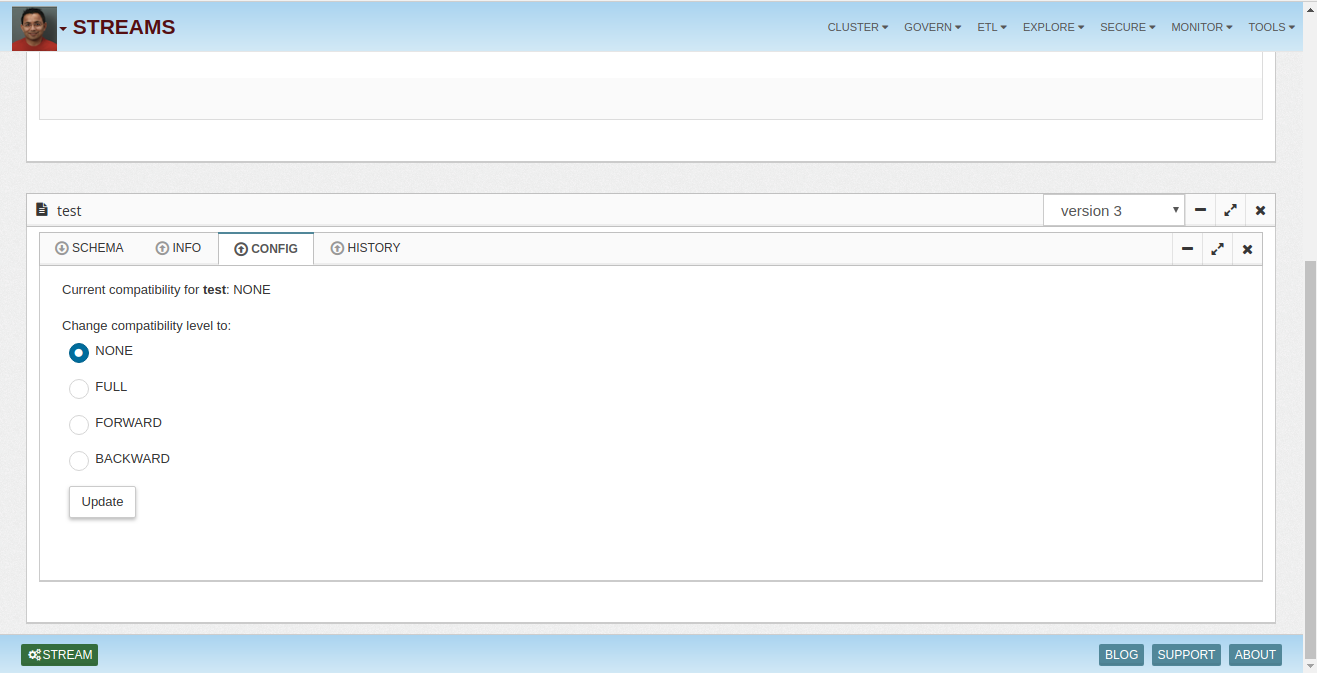 STREAMS
CLUSTER GOVERN ETL EXPLORE SECURE MONITOR TOOLS
test version 3
SCHEMA INFO CONFIG HISTORY
Current compatibility for test: NONE
Change compatibility level to:
NONE
FULL
FORWARD
BACKWARD
Update
STREAM BLOG SUPPORT ABOUT